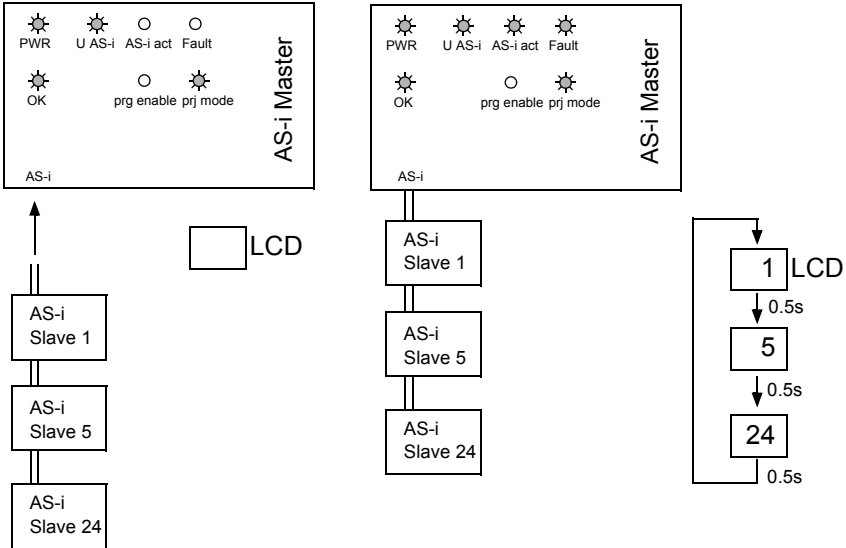 PWR U AS-i AS-i act Fault
OK prg enable prj mode
AS-i Master
AS-i
LCD
AS-i
Slave 1
AS-i
Slave 5
AS-i
Slave 24
PWR U AS-i AS-i act Fault
OK prg enable prj mode
AS-i Master
AS-i
AS-i
Slave 1
AS-i
Slave 5
AS-i
Slave 24
1 LCD
0.5s
5
0.5s
24
0.5s